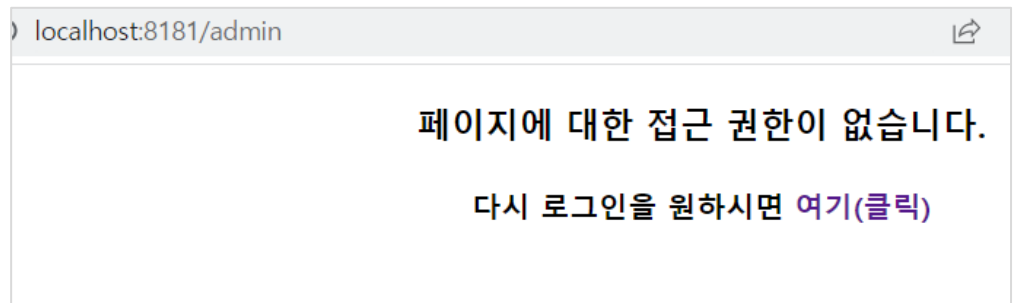 localhost:8181/admin
페이지에 대한 접근 권한이 없습니다.
다시 로그인을 원하시면 여기(클릭)